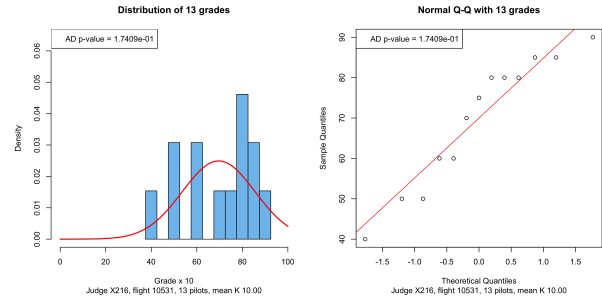 Distribution of 13 grades
AD p-value = 1.7409e-01
Density
0.00 0.01 0.02 0.03 0.04 0.05 0.06
0 20 40 60 80 100
Grade x 10
Judge X216, flight 10531, 13 pilots, mean K 10.00
Normal Q-Q with 13 grades
AD p-value = 1.7409e-01
Sample Quantiles
40 50 60 70 80 90
-1.5 -1.0 -0.5 0.0 0.5 1.0 1.5
Theoretical Quantiles
Judge X216, flight 10531, 13 pilots, mean K 10.00